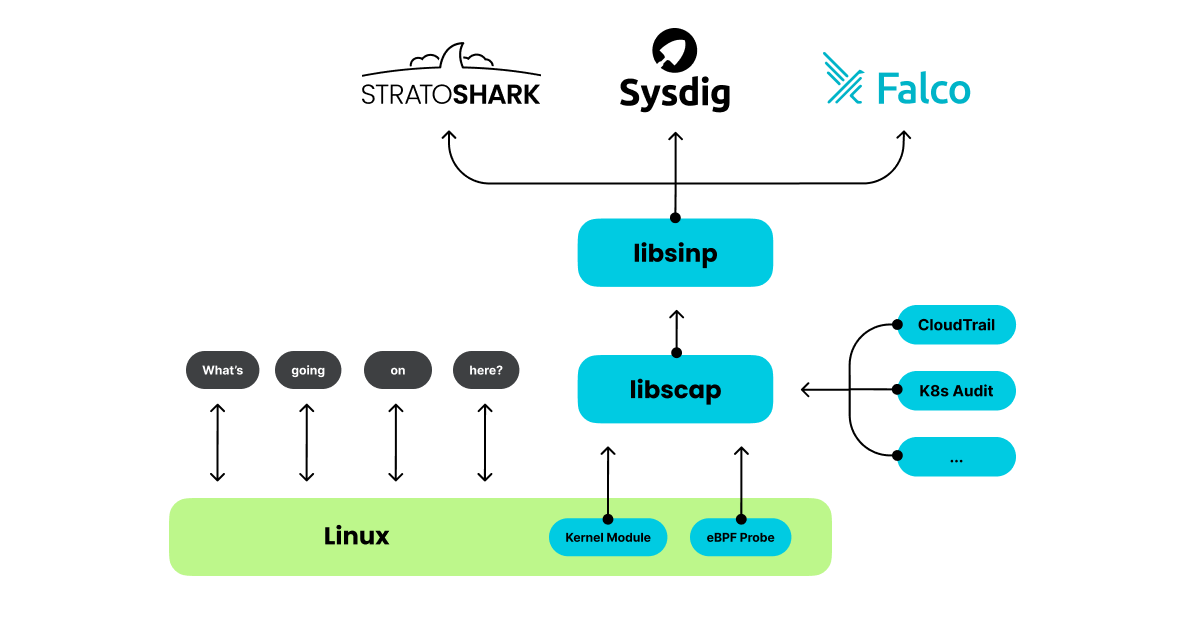 STRATOSHARK
Sysdig
Falco
libsinp
CloudTrail
What's going on here?
libscap
K8s Audit
...
Linux
Kernel Module
eBPF Probe